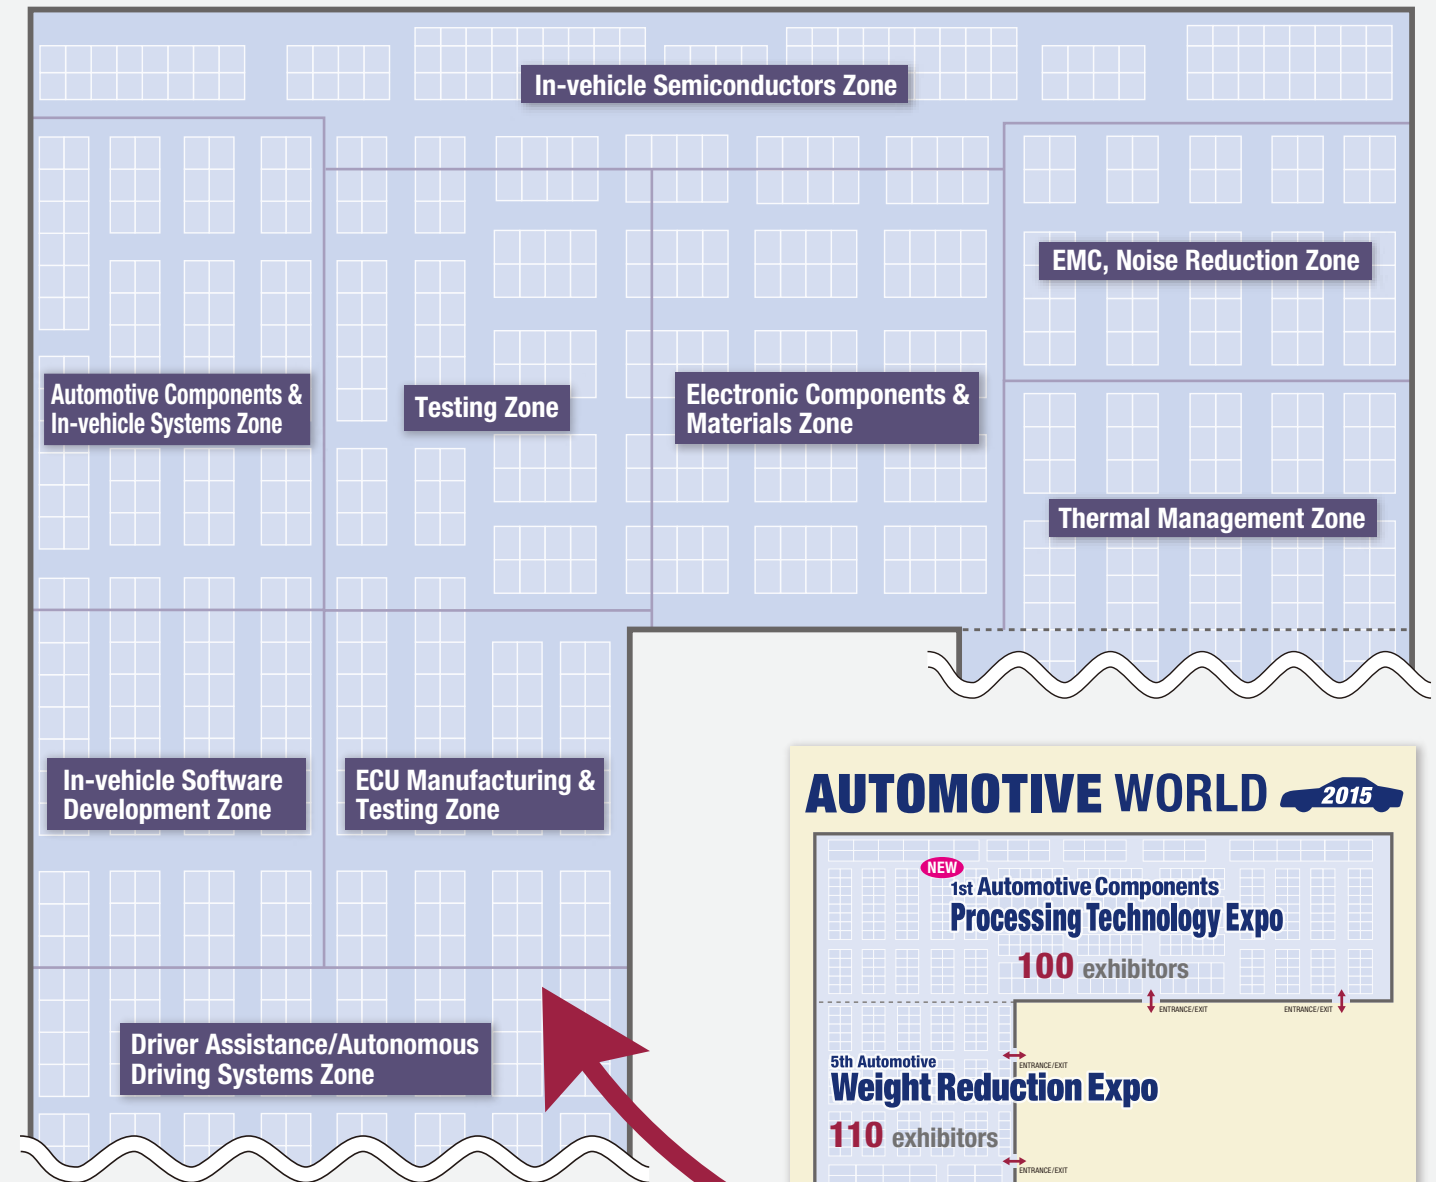 In-vehicle Semiconductors Zone
EMC, Noise Reduction Zone
Automotive Components &
In-vehicle Systems Zone
Testing Zone
Electronic Components &
Materials Zone
Thermal Management Zone
In-vehicle Software
Development Zone
ECU Manufacturing &
Testing Zone
Driver Assistance/Autonomous
Driving Systems Zone
AUTOMOTIVE WORLD 2015
NEW
1st Automotive Components
Processing Technology Expo
100 exhibitors
ENTRANCE/EXIT
ENTRANCE/EXIT
5th Automotive
ENTRANCE/EXIT
Weight Reduction Expo
110 exhibitors
ENTRANCE/EXIT